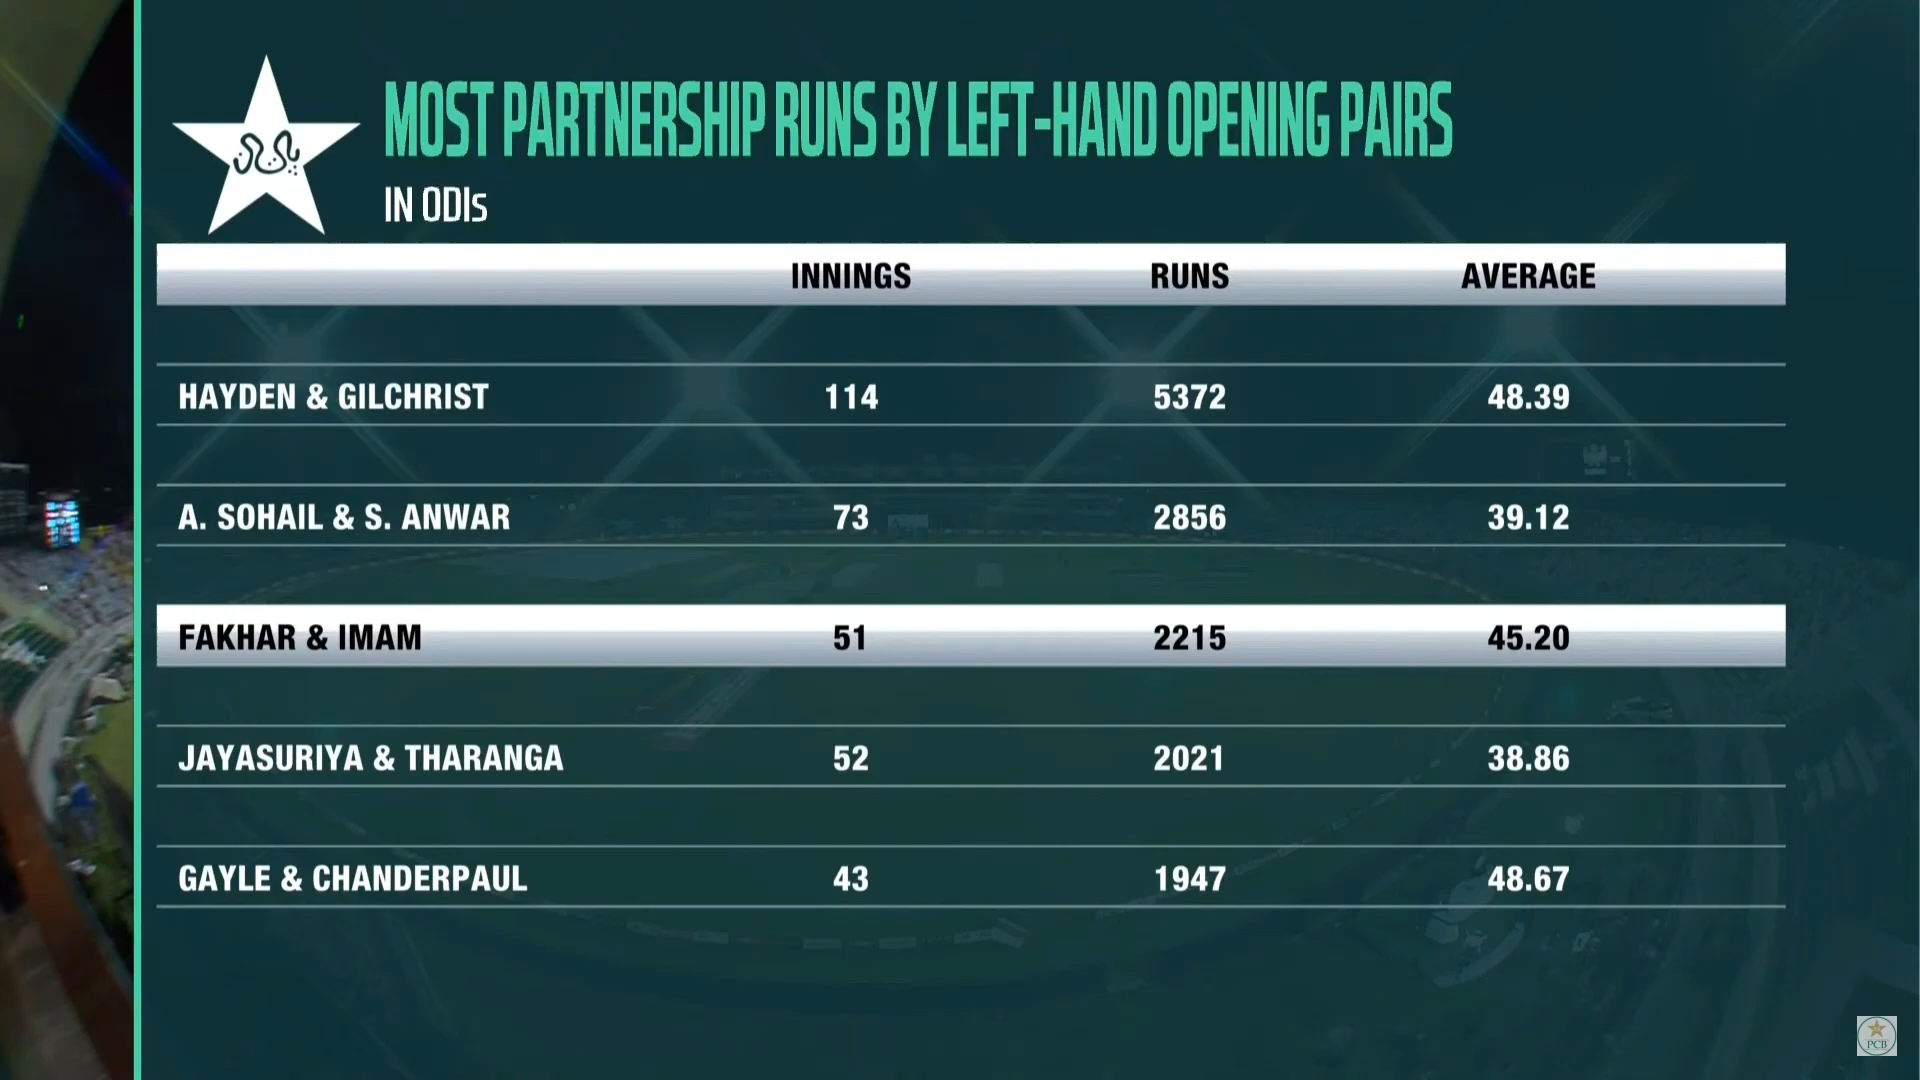 MOST PARTNERSHIP RUNS BY LEFT-HAND OPENING PAIRS
IN ODIs
INNINGS RUNS AVERAGE
HAYDEN & GILCHRIST 114 5372 48.39
A. SOHAIL & S. ANWAR 73 2856 39.12
FAKHAR & IMAM 51 2215 45.20
JAYASURIYA & THARANGA 52 2021 38.86
GAYLE & CHANDERPAUL 43 1947 48.67
PCB